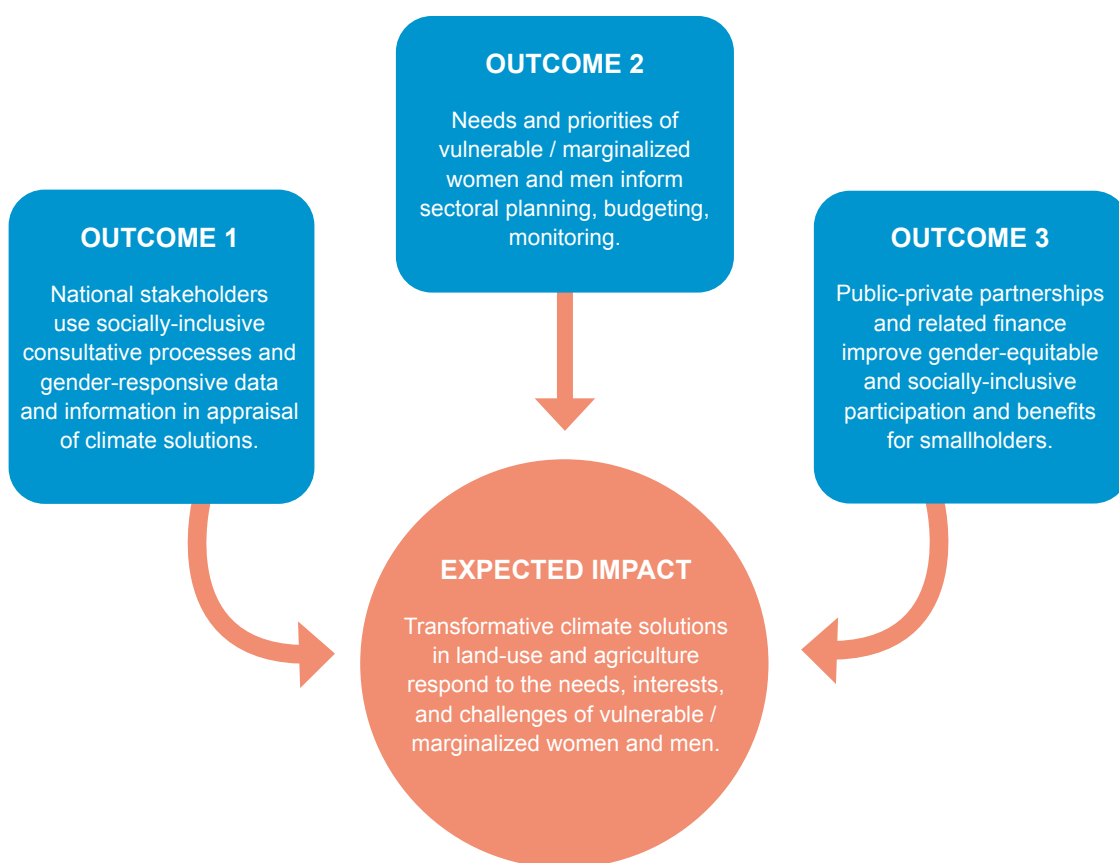 OUTCOME 1
National stakeholders
use socially-inclusive
consultative processes and
gender-responsive data
and information in appraisal
of climate solutions.
OUTCOME 2
Needs and priorities of
vulnerable / marginalized
women and men inform
sectoral planning, budgeting,
monitoring.
OUTCOME 3
Public-private partnerships
and related finance
improve gender-equitable
and socially-inclusive
participation and benefits
for smallholders.
EXPECTED IMPACT
Transformative climate solutions
in land-use and agriculture
respond to the needs, interests,
and challenges of vulnerable /
marginalized women and men.